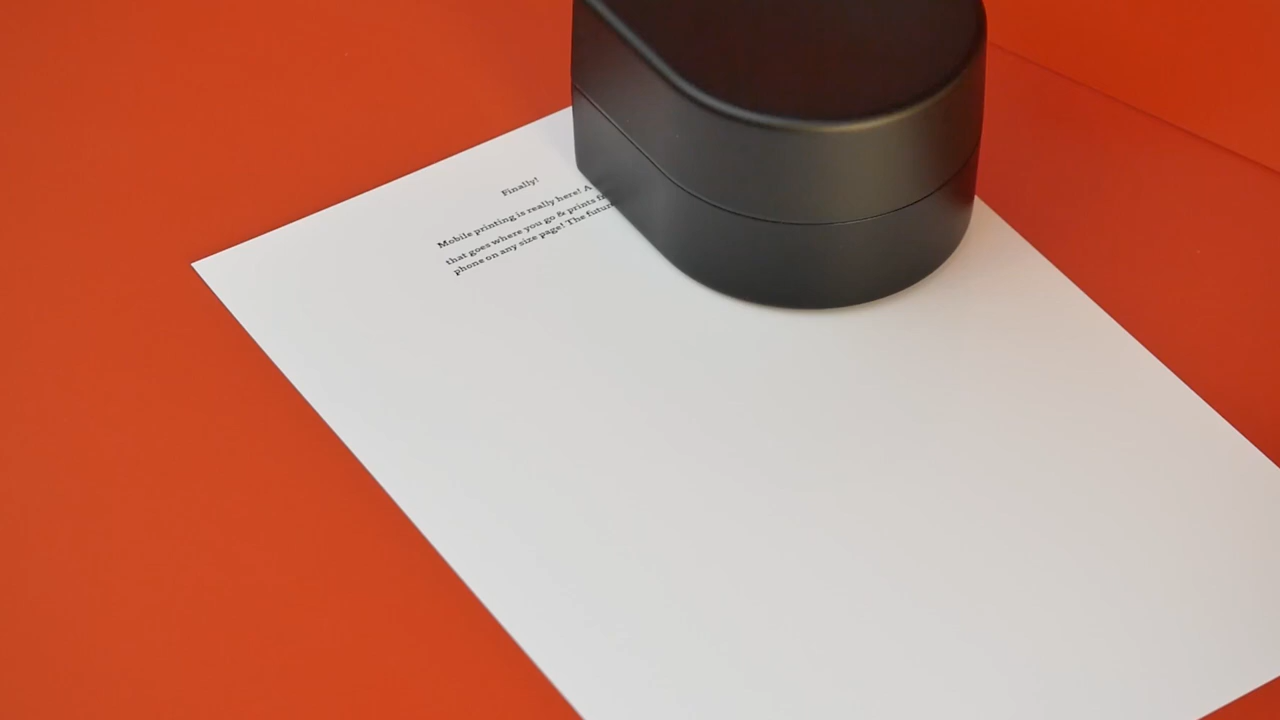 Finally!
Mobile printing is really here! A
that goes where you go & prints
phone on any size page! The futur